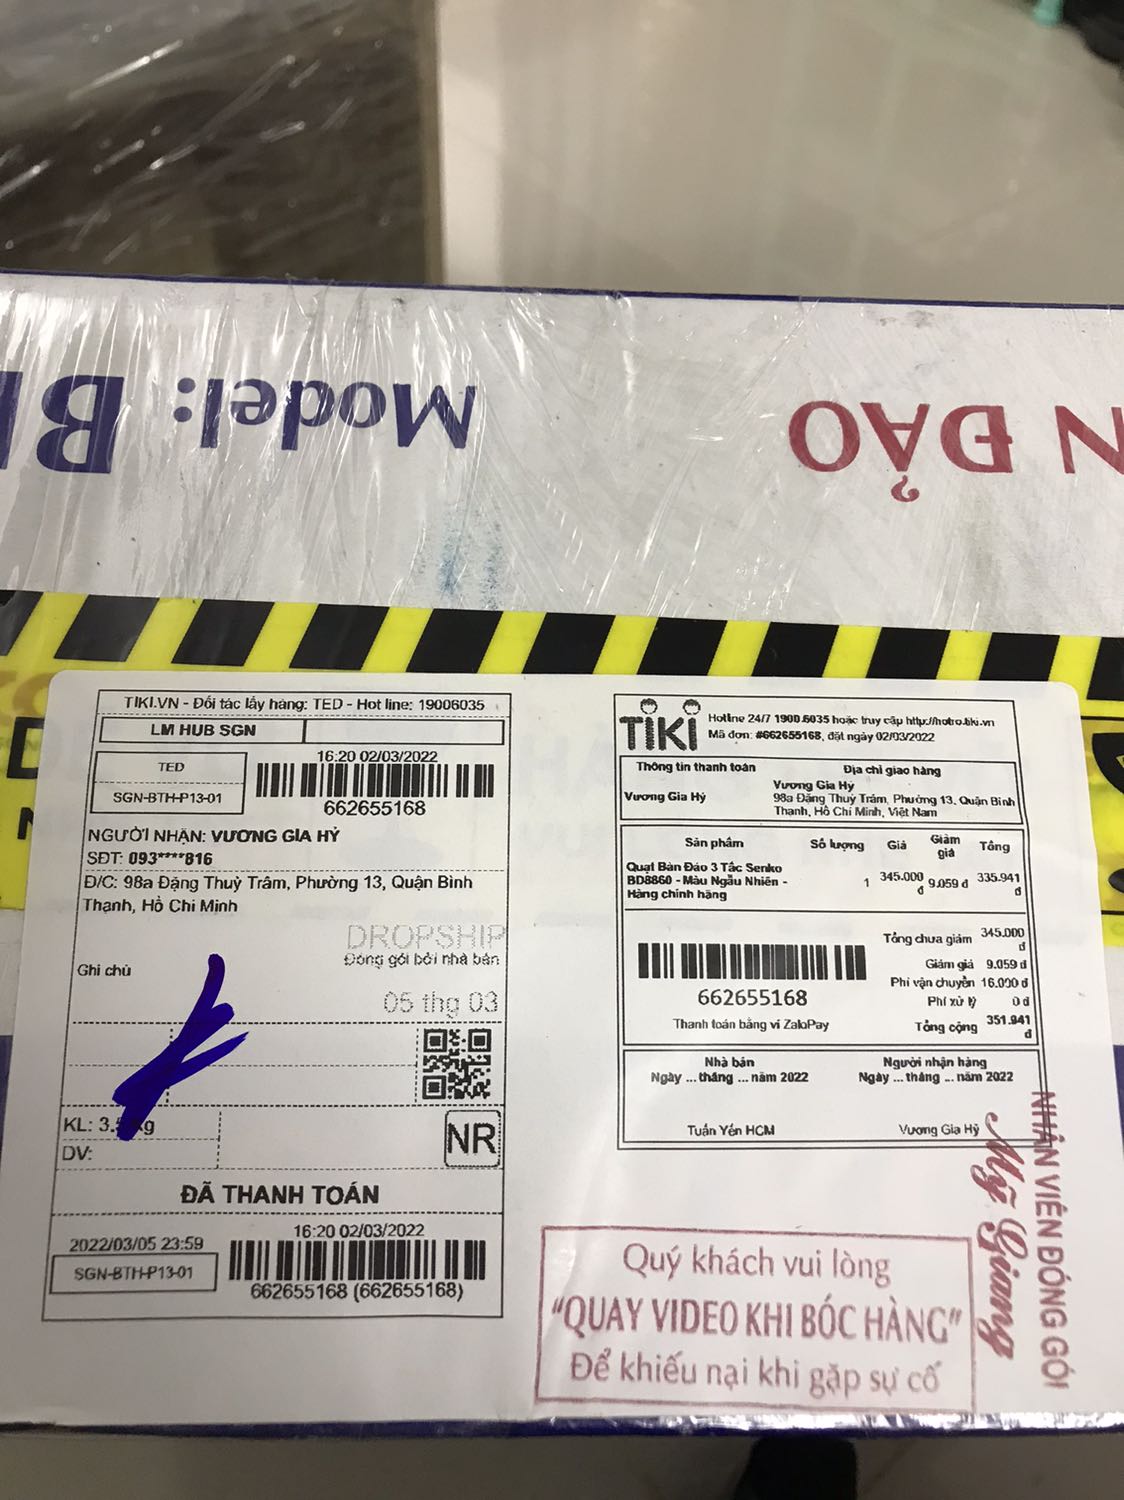 Model: B
N ĐẢO
TIKI.VN - Đối tác lấy hàng: TED - Hot line: 19006035
LM HUB SGN
TED
SGN-BTH-P13-01
16:20 02/03/2022
662655168
NGƯỜI NHẬN: VƯƠNG GIA HỶ
SĐT: 093****816
Đ/C: 98a Đặng Thuỳ Trâm, Phường 13, Quận Bình
Thạnh, Hồ Chí Minh
DROPSHIP
Đóng gói bởi nhà bán
Ghi chú
05 thg 03
KL: 3. kg
DV:
NR
ĐÃ THANH TOÁN
16:20 02/03/2022
2022/03/05 23:59
SGN-BTH-P13-01
662655168 (662655168)
TIKI
Hotline 24/7 1900.6035 hoặc truy cập http://hotro.tiki.vn
Mã đơn: #662655168, đặt ngày 02/03/2022
Thông tin thanh toán Địa chỉ giao hàng
Vương Gia Hỷ
Vương Gia Hỷ
98a Đặng Thuỳ Trâm, Phường 13, Quận Bình
Thạnh, Hồ Chí Minh, Việt Nam
Sản phẩm Số lượng Giá Giảm giá Tổng
Quạt Bàn Đảo 3 Tấc Senko
BD8860 - Màu Ngẫu Nhiên -
Hàng chính hãng
1 345.000 đ 9.059 đ 335.941 đ
Tổng chưa giảm 345.000 đ
Giảm giá 9.059 đ
Phí vận chuyển 16.000 đ
Phí xử lý 0 đ
Tổng cộng 351.941 đ
662655168
Thanh toán bằng ví ZaloPay
Nhà bán Người nhận hàng
Ngày ... tháng ... năm 2022 Ngày ... tháng ... năm 2022
Tuấn Yến HCM Vương Gia Hỷ
NHÂN VIÊN ĐÓNG GÓI
Mỹ Giang
Quý khách vui lòng
"QUAY VIDEO KHI BÓC HÀNG"
Để khiếu nại khi gặp sự cố